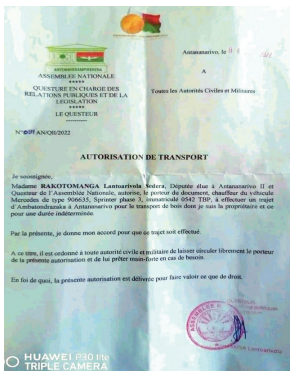 Antananarivo, le
ANTENIMIERAMPIRENENA
ASSEMBLEE NATIONALE
QUESTURE EN CHARGE DES
RELATIONS PUBLIQUES ET DE LA
LEGISLATION
LE QUESTEUR
A
Toutes les Autorités Civiles et Militaires
AN/QII/2022
AUTORISATION DE TRANSPORT
Je soussignée,
Madame RAKOTOMANGA Lantoarivola Sedera, Députée élue à Antananarivo II et
Questeur de l'Assemblée Nationale, autorise, le porteur de document, chauffeur du véhicule
Mercedes de type 906635, Sprinter phase 3, immatriculé 0542 TBP, à effectuer un trajet
d'Ambatondrazaka à Antananarivo pour le transport de bois dont je suis la propriétaire et ce
pour une durée indéterminée.
Par la présente, je donne mon accord pour que ce trajet soit effectué.
A ce titre, il est ordonné à toute autorité civile et militaire de laisser circuler librement le porteur
de la présente autorisation et de lui prêter main-forte en cas de besoin.
En foi de quoi, la présente autorisation est délivrée pour faire valoir ce que de droit.
Lantoarivola
HUAWEI P30 lite
TRIPLE CAMERA